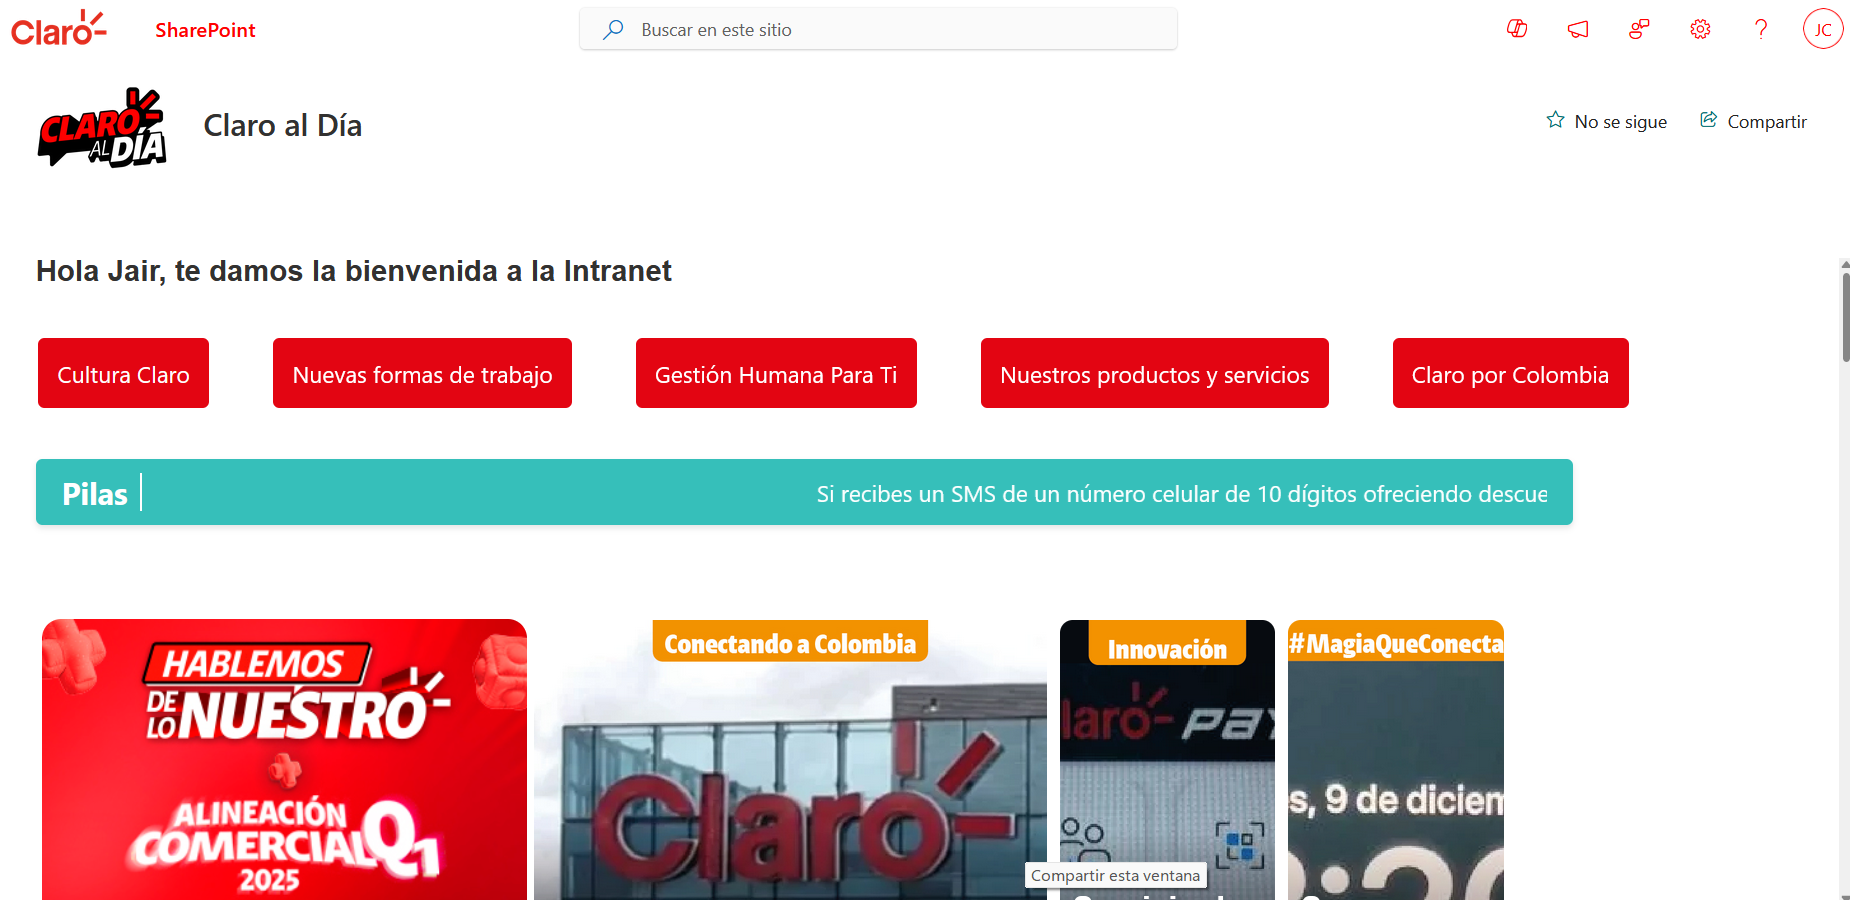 Claro
SharePoint
Buscar en este sitio
JC
CLARO
AL DÍA
Claro al Día
No se sigue
Compartir
Hola Jair, te damos la bienvenida a la Intranet
Cultura Claro
Nuevas formas de trabajo
Gestión Humana Para Ti
Nuestros productos y servicios
Claro por Colombia
Pilas
Si recibes un SMS de un número celular de 10 dígitos ofreciendo descue
HABLEMOS
DE LO NUESTRO
ALINEACIÓN
COMERCIAL Q1
2025
Conectando a Colombia
Claro
Innovación
laro pay
#MagiaQueConecta
s, 9 de diciem
Compartir esta ventana